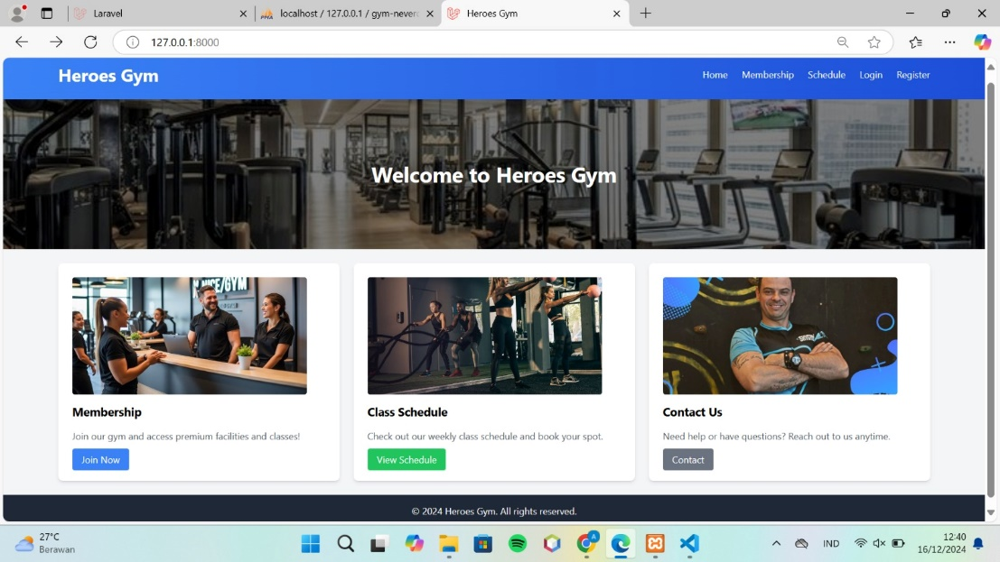 Laravel
localhost / 127.0.0.1 / gym-never
Heroes Gym
127.0.0.1:8000
Heroes Gym
Home Membership Schedule Login Register
Welcome to Heroes Gym
NICE/GYM
Membership
Join our gym and access premium facilities and classes!
Join Now
Class Schedule
Check out our weekly class schedule and book your spot.
View Schedule
Contact Us
Need help or have questions? Reach out to us anytime.
Contact
© 2024 Heroes Gym. All rights reserved.
27°C
Berawan
IND
12:40
16/12/2024